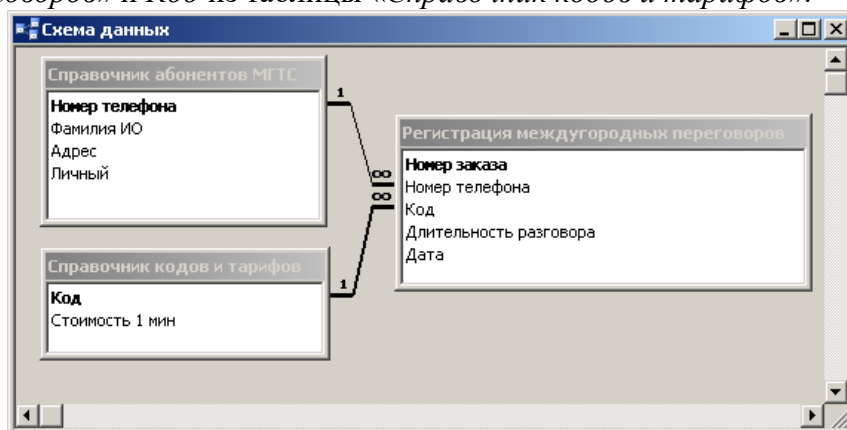 Схема данных
Справочник абонентов МГТС
Номер телефона
Фамилия ИО
Адрес
Личный
1
∞
∞
Регистрация междугородных переговоров
Номер заказа
Номер телефона
Код
Длительность разговора
Дата
Справочник кодов и тарифов
Код
Стоимость 1 мин
1